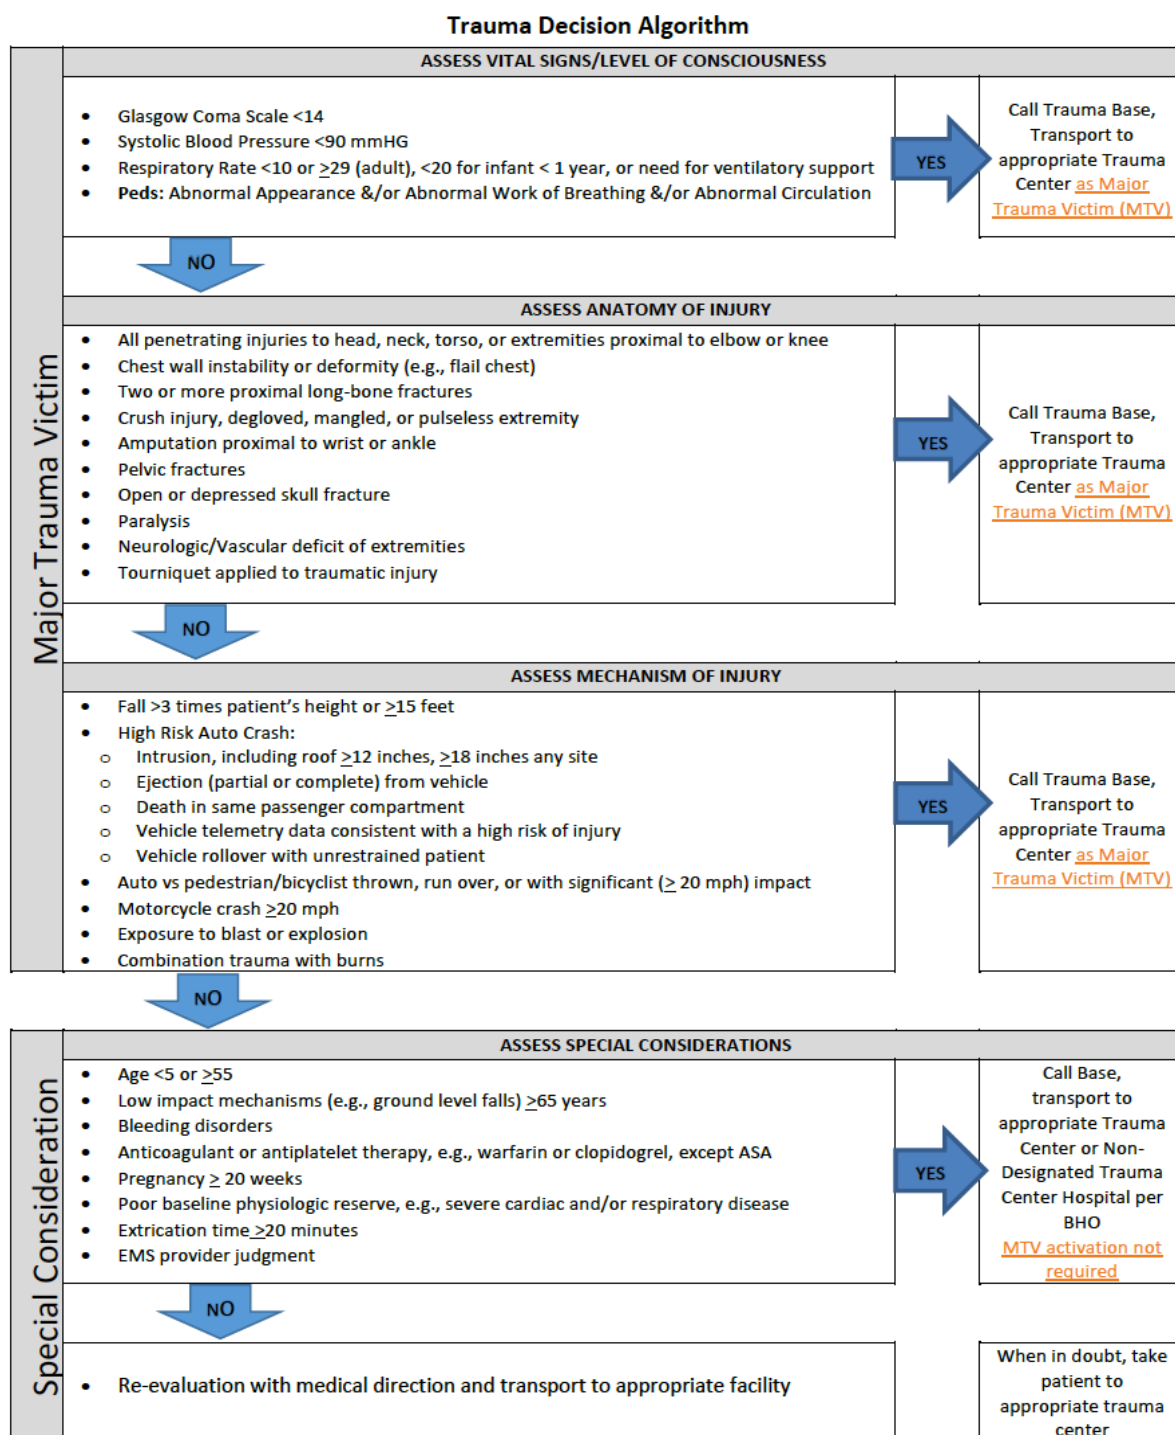 Trauma Decision Algorithm
Major Trauma Victim
ASSESS VITAL SIGNS/LEVEL OF CONSCIOUSNESS
• Glasgow Coma Scale <14
• Systolic Blood Pressure <90 mmHG
• Respiratory Rate <10 or ≥29 (adult), <20 for infant < 1 year, or need for ventilatory support
• Peds: Abnormal Appearance &/or Abnormal Work of Breathing &/or Abnormal Circulation
YES
Call Trauma Base,
Transport to
appropriate Trauma
Center as Major
Trauma Victim (MTV)
NO
ASSESS ANATOMY OF INJURY
• All penetrating injuries to head, neck, torso, or extremities proximal to elbow or knee
• Chest wall instability or deformity (e.g., flail chest)
• Two or more proximal long-bone fractures
• Crush injury, degloved, mangled, or pulseless extremity
• Amputation proximal to wrist or ankle
• Pelvic fractures
• Open or depressed skull fracture
• Paralysis
• Neurologic/Vascular deficit of extremities
• Tourniquet applied to traumatic injury
YES
Call Trauma Base,
Transport to
appropriate Trauma
Center as Major
Trauma Victim (MTV)
NO
ASSESS MECHANISM OF INJURY
• Fall >3 times patient's height or ≥15 feet
• High Risk Auto Crash:
o Intrusion, including roof ≥12 inches, ≥18 inches any site
o Ejection (partial or complete) from vehicle
o Death in same passenger compartment
o Vehicle telemetry data consistent with a high risk of injury
o Vehicle rollover with unrestrained patient
• Auto vs pedestrian/bicyclist thrown, run over, or with significant (≥ 20 mph) impact
• Motorcycle crash ≥20 mph
• Exposure to blast or explosion
• Combination trauma with burns
YES
Call Trauma Base,
Transport to
appropriate Trauma
Center as Major
Trauma Victim (MTV)
NO
Special Consideration
ASSESS SPECIAL CONSIDERATIONS
• Age <5 or ≥55
• Low impact mechanisms (e.g., ground level falls) ≥65 years
• Bleeding disorders
• Anticoagulant or antiplatelet therapy, e.g., warfarin or clopidogrel, except ASA
• Pregnancy ≥ 20 weeks
• Poor baseline physiologic reserve, e.g., severe cardiac and/or respiratory disease
• Extrication time ≥20 minutes
• EMS provider judgment
YES
Call Base,
transport to
appropriate Trauma
Center or Non-
Designated Trauma
Center Hospital per
BHO
MTV activation not
required
NO
• Re-evaluation with medical direction and transport to appropriate facility
When in doubt, take
patient to
appropriate trauma
center